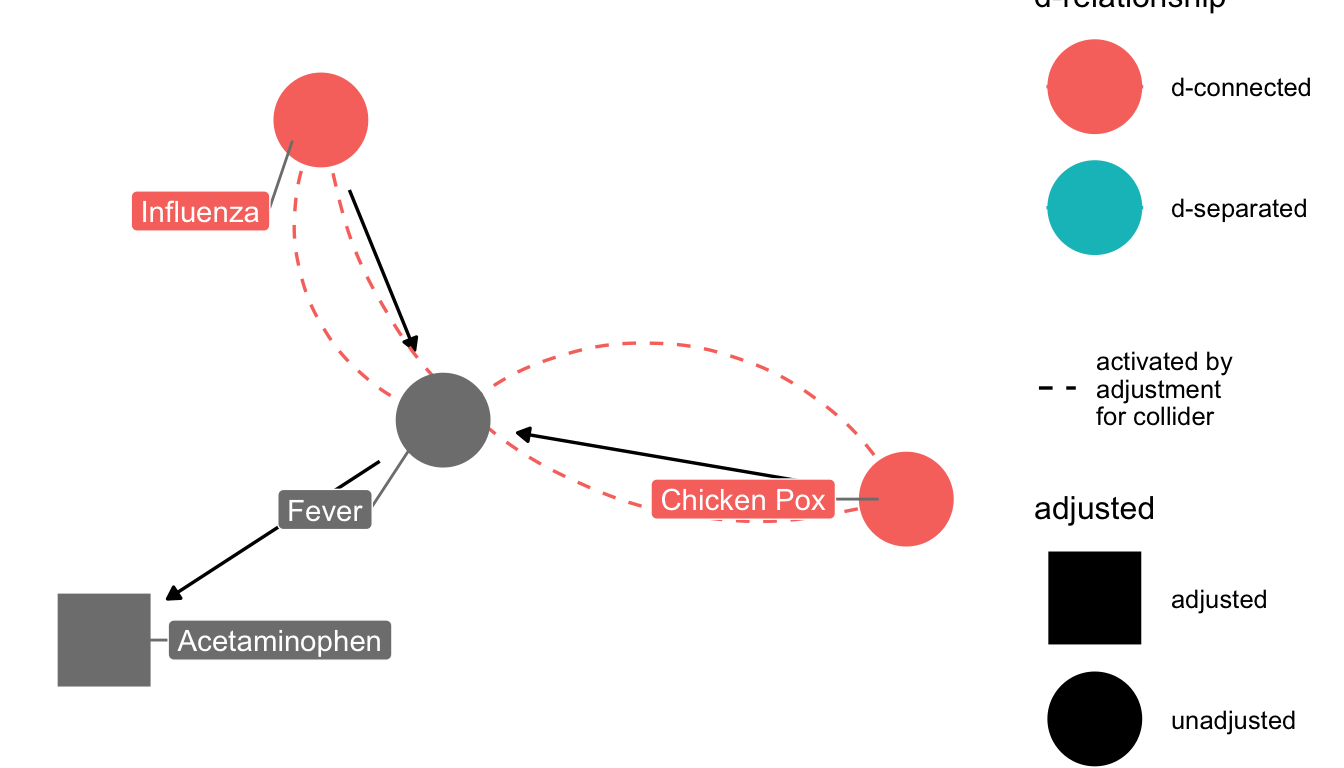 d-relationship
d-connected
Influenza
d-separated
activated by
adjustment
for collider
Chicken Pox
Fever
adjusted
adjusted
Acetaminophen
unadjusted